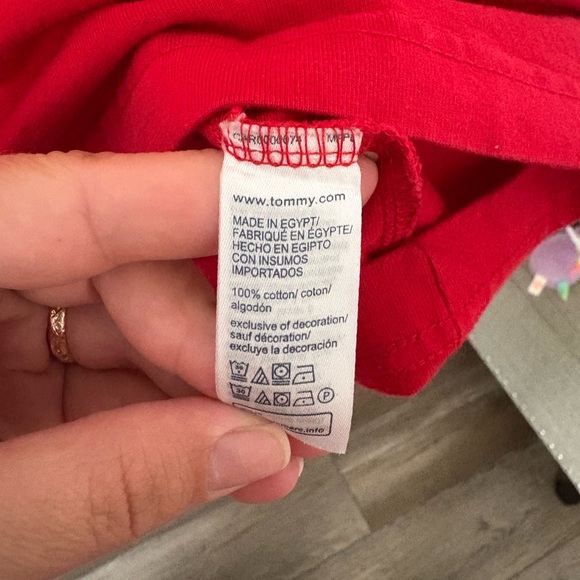 www.tommy.com
MADE IN EGYPT/
FABRIQUÉ EN ÉGYPTE/
HECHO EN EGIPTO
CON INSUMOS
IMPORTADOS
100% cotton/ coton/
algodón
exclusive of decoration/
sauf décoration/
excluye la decoración
P